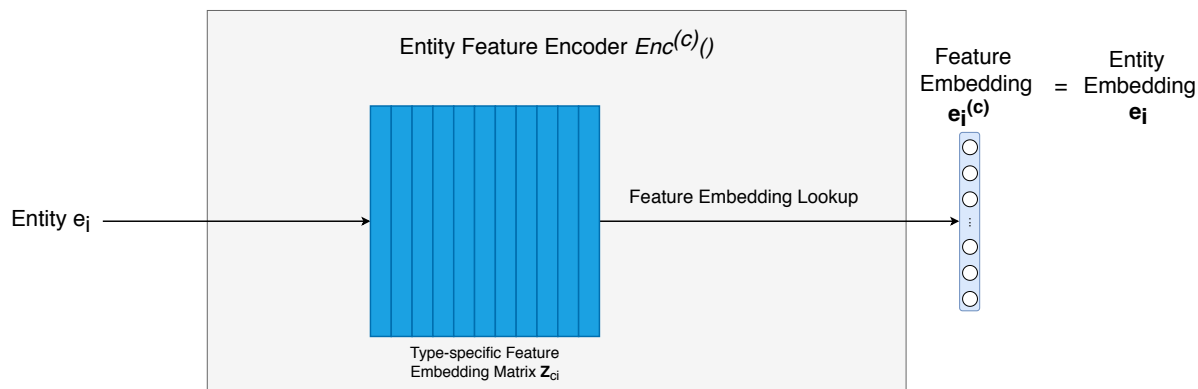 Entity Feature Encoder Enc(c)()
Feature
Embedding
ei(c)
=
Entity
Embedding
ei
Entity ei
Feature Embedding Lookup
...
Type-specific Feature
Embedding Matrix Zci